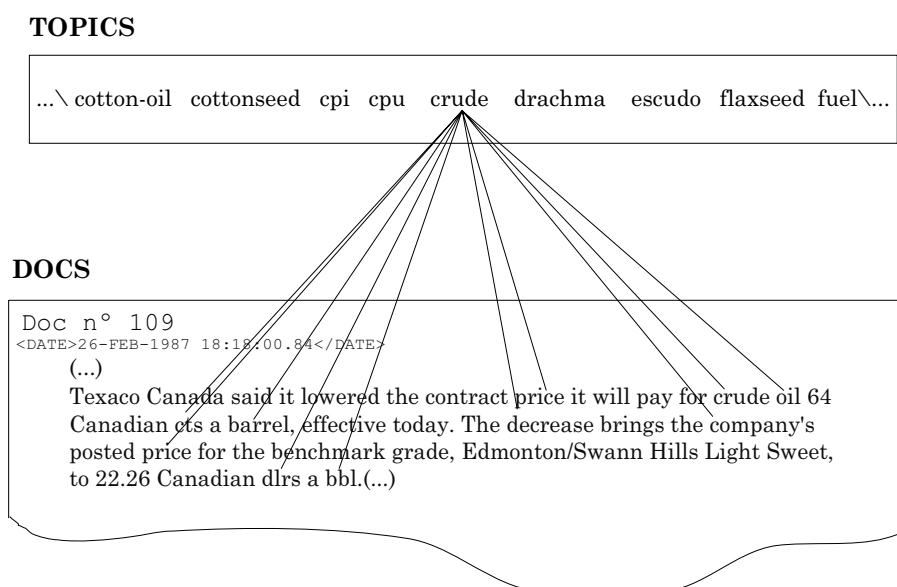 TOPICS
...\ cotton-oil cottonseed cpi cpu crude drachma escudo flaxseed fuel\...
DOCS
Doc nº 109
<DATE>26-FEB-1987 18:18:00.84</DATE>
(...)
Texaco Canada said it lowered the contract price it will pay for crude oil 64
Canadian cts a barrel, effective today. The decrease brings the company's
posted price for the benchmark grade, Edmonton/Swann Hills Light Sweet,
to 22.26 Canadian dlrs a bbl.(...)